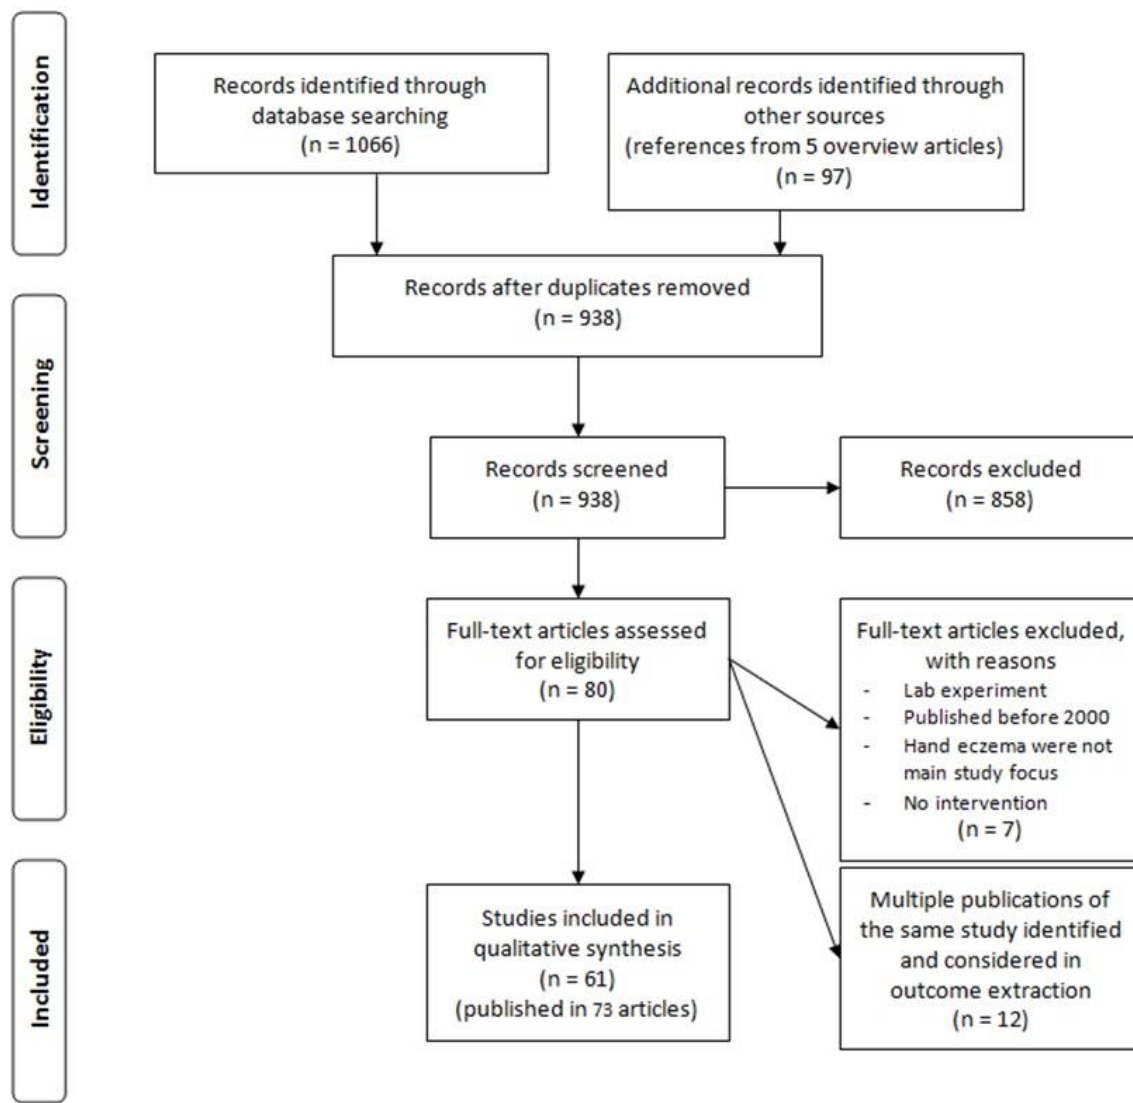 Identification
Records identified through
database searching
(n = 1066)
Additional records identified through
other sources
(references from 5 overview articles)
(n = 97)
Records after duplicates removed
(n = 938)
Screening
Records screened
(n = 938)
Records excluded
(n = 858)
Eligibility
Full-text articles assessed
for eligibility
(n = 80)
Full-text articles excluded,
with reasons
- Lab experiment
- Published before 2000
- Hand eczema were not
main study focus
- No intervention
(n = 7)
Included
Studies included in
qualitative synthesis
(n = 61)
(published in 73 articles)
Multiple publications of
the same study identified
and considered in
outcome extraction
(n = 12)